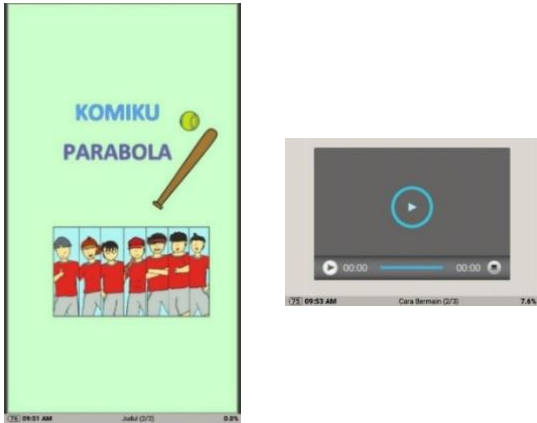 KOMIKU
PARABOLA
09:51 AM Judul (2/2) 0.0%
00:00 00:00
75 09:53 AM Cara Bermain (2/3) 7.6%